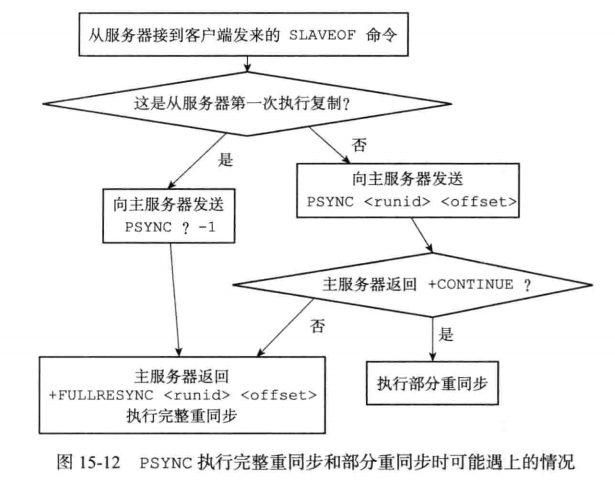 从服务器接到客户端发来的 SLAVEOF 命令
这是从服务器第一次执行复制?
是
否
向主服务器发送
PSYNC ? -1
向主服务器发送
PSYNC <runid> <offset>
主服务器返回 +CONTINUE ?
否
是
主服务器返回
+FULLRESYNC <runid> <offset>
执行完整重同步
执行部分重同步
图 15-12 PSYNC 执行完整重同步和部分重同步时可能遇上的情况